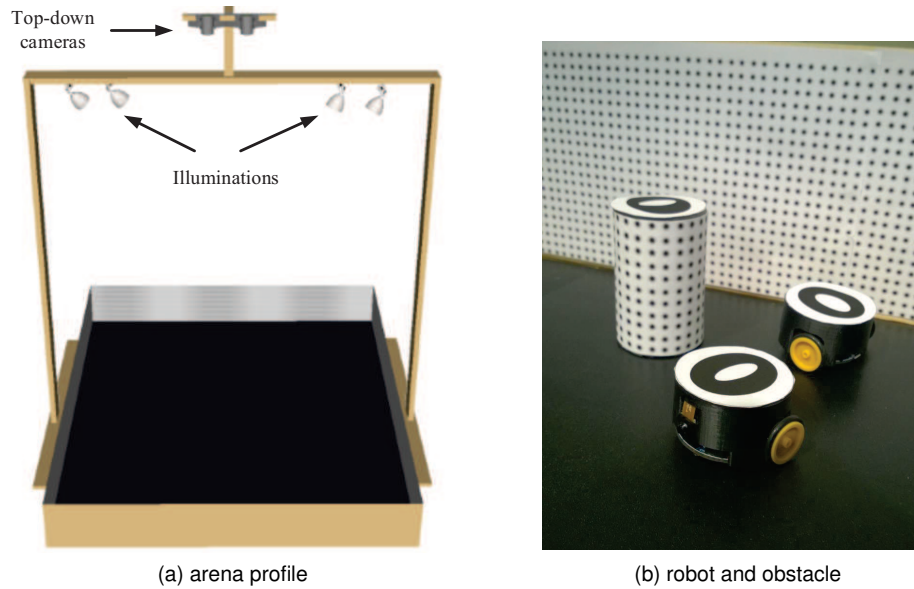 Top-down
cameras
Illuminations
(a) arena profile
(b) robot and obstacle